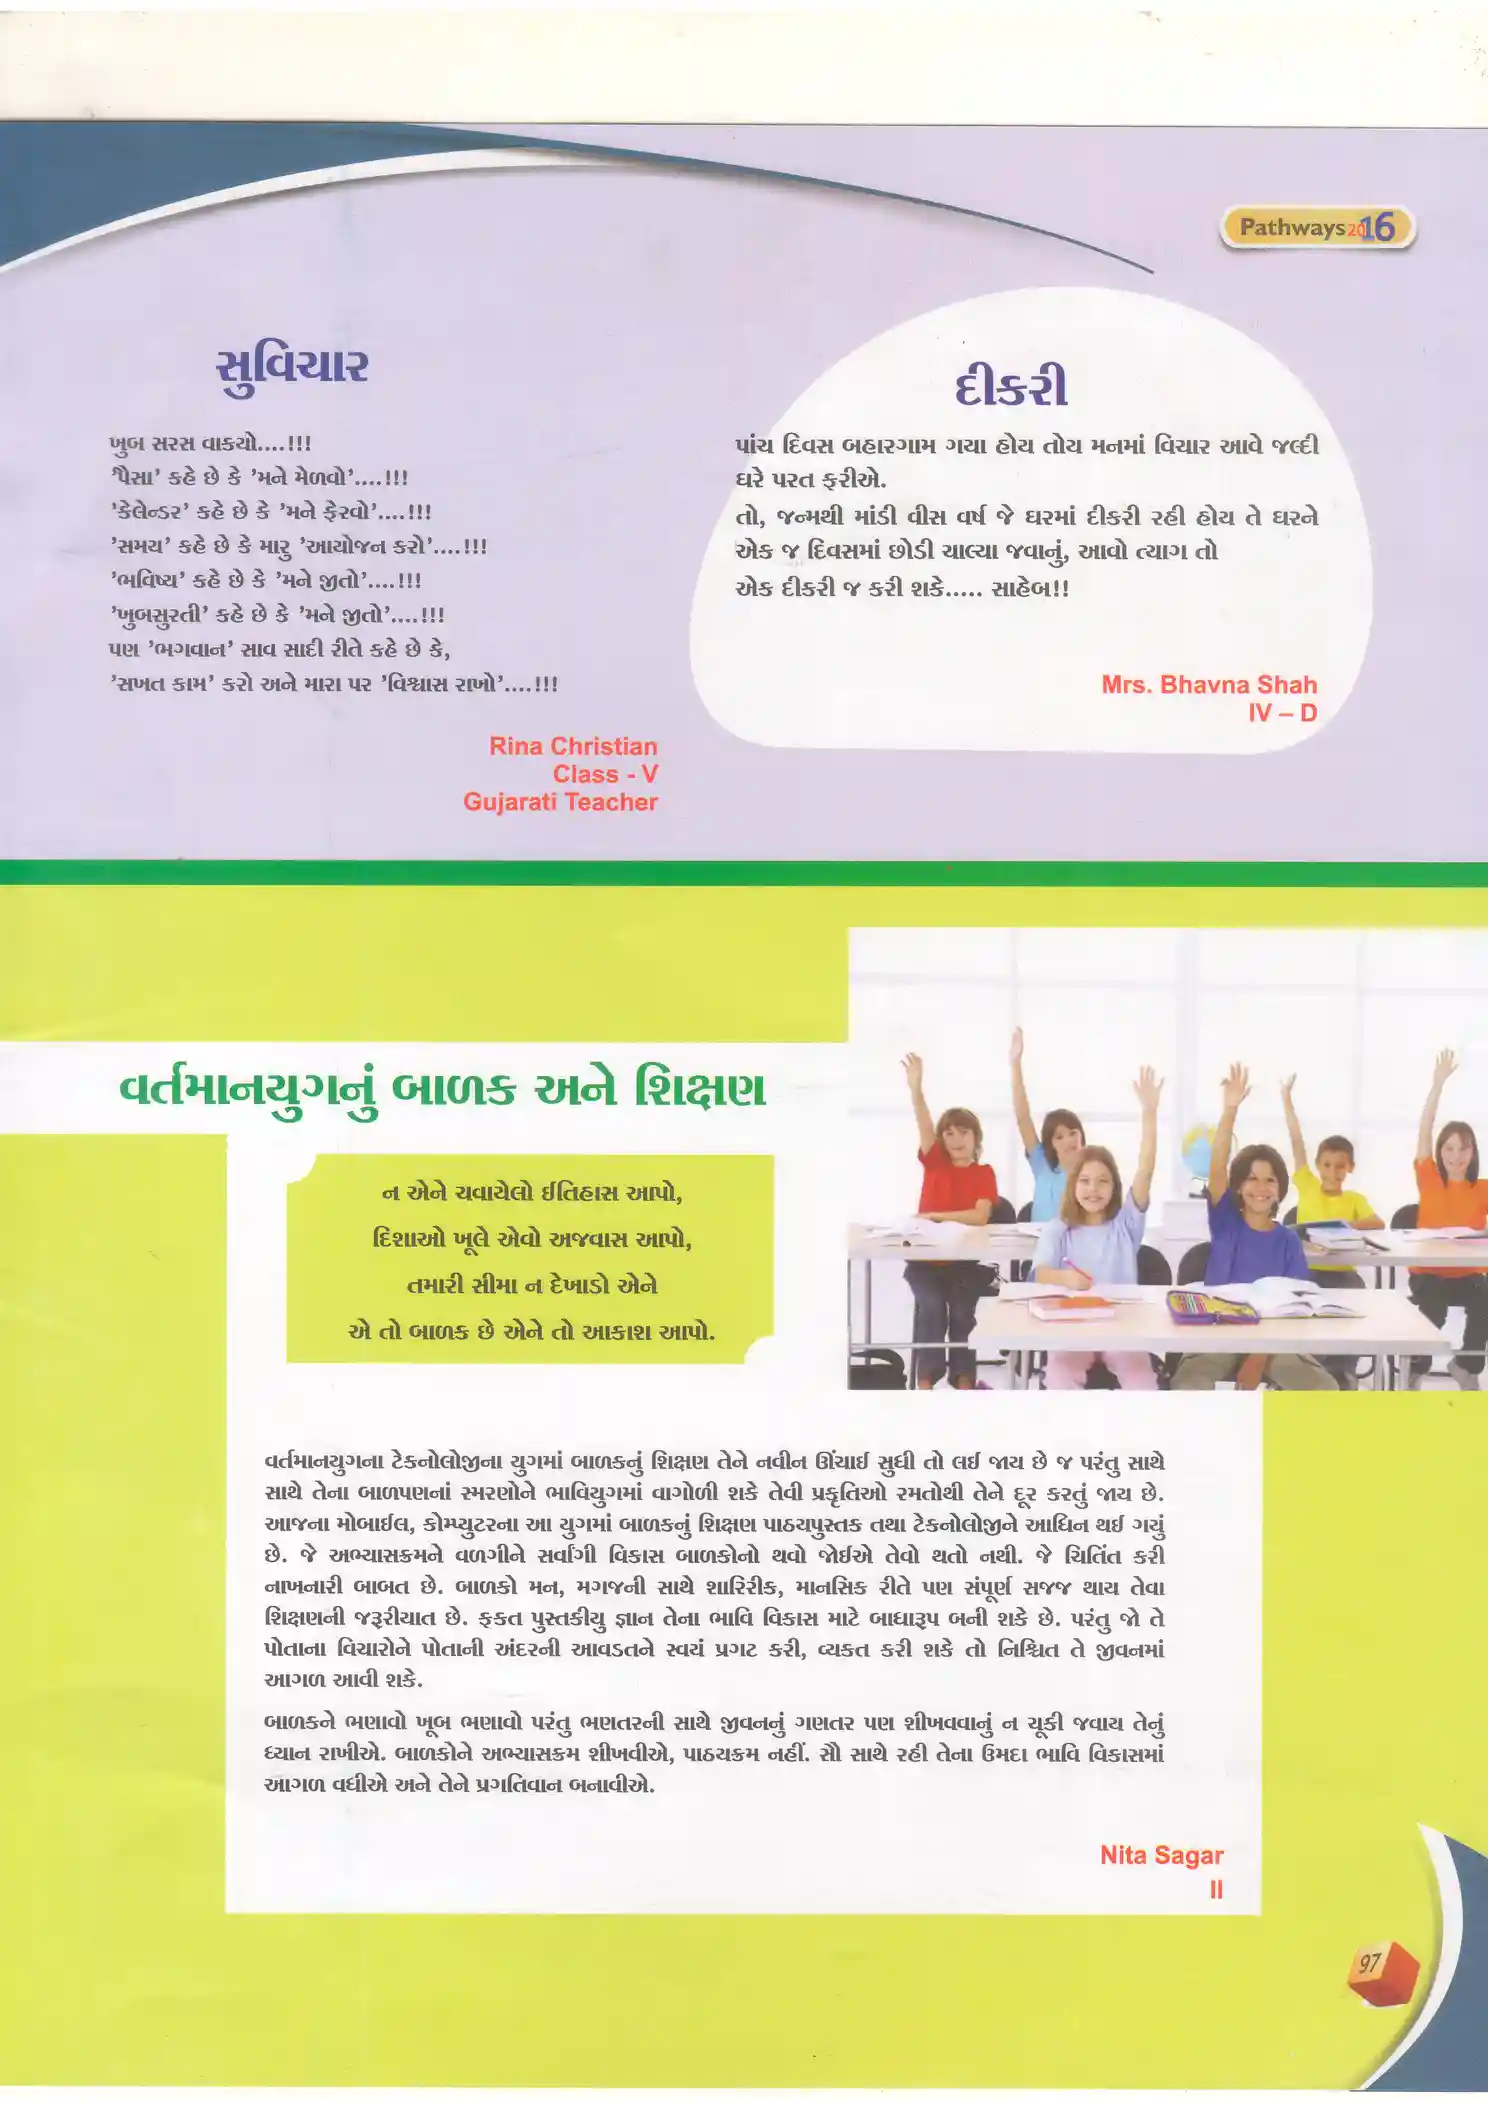 Pathways 2016
સુવિચાર
ખુબ સરસ વાકયો....!!!
'પૈસા' કહે છે કે 'મને મેળવો'....!!!
'કેલેન્ડર' કહે છે કે 'મને ફેરવો'....!!!
'સમય' કહે છે કે મારુ 'આયોજન કરો'....!!!
'ભવિષ્ય' કહે છે કે 'મને જીતો'....!!!
'ખુબસુરતી' કહે છે કે 'મને જીતો'....!!!
પણ 'ભગવાન' સાવ સાદી રીતે કહે છે કે,
'સખત કામ' કરો અને મારા પર 'વિશ્વાસ રાખો'....!!!
Rina Christian
Class - V
Gujarati Teacher
દીકરી
પાંચ દિવસ બહારગામ ગયા હોય તોય મનમાં વિચાર આવે જલ્દી
ઘરે પરત ફરીએ.
તો, જન્મથી માંડી વીસ વર્ષ જે ઘરમાં દીકરી રહી હોય તે ઘરને
એક જ દિવસમાં છોડી ચાલ્યા જવાનું, આવો ત્યાગ તો
એક દીકરી જ કરી શકે..... સાહેબ!!
Mrs. Bhavna Shah
IV – D
વર્તમાનયુગનું બાળક અને શિક્ષણ
ન એને ચવાયેલો ઈતિહાસ આપો,
દિશાઓ ખૂલે એવો અજવાસ આપો,
તમારી સીમા ન દેખાડો એને
એ તો બાળક છે એને તો આકાશ આપો.
વર્તમાનયુગના ટેકનોલોજીના યુગમાં બાળકનું શિક્ષણ તેને નવીન ઊંચાઈ સુધી તો લઈ જાય છે જ પરંતુ સાથે
સાથે તેના બાળપણનાં સ્મરણોને ભાવિયુગમાં વાગોળી શકે તેવી પ્રકૃતિઓ રમતોથી તેને દૂર કરતું જાય છે.
આજના મોબાઈલ, કોમ્પ્યુટરના આ યુગમાં બાળકનું શિક્ષણ પાઠયપુસ્તક તથા ટેકનોલોજીને આધિન થઈ ગયું
છે. જે અભ્યાસક્રમને વળગીને સર્વાંગી વિકાસ બાળકોનો થવો જોઈએ તેવો થતો નથી. જે ચિતિંત કરી
નાખનારી બાબત છે. બાળકો મન, મગજની સાથે શારિરીક, માનસિક રીતે પણ સંપૂર્ણ સજજ થાય તેવા
શિક્ષણની જરૂરીયાત છે. ફકત પુસ્તકીયુ જ્ઞાન તેના ભાવિ વિકાસ માટે બાધારૂપ બની શકે છે. પરંતુ જો તે
પોતાના વિચારોને પોતાની અંદરની આવડતને સ્વયં પ્રગટ કરી, વ્યકત કરી શકે તો નિશ્ચિત તે જીવનમાં
આગળ આવી શકે.
બાળકને ભણાવો ખૂબ ભણાવો પરંતુ ભણતરની સાથે જીવનનું ગણતર પણ શીખવવાનું ન ચૂકી જવાય તેનું
ધ્યાન રાખીએ. બાળકોને અભ્યાસક્રમ શીખવીએ, પાઠયક્રમ નહીં. સૌ સાથે રહી તેના ઉમદા ભાવિ વિકાસમાં
આગળ વધીએ અને તેને પ્રગતિવાન બનાવીએ.
Nita Sagar
II
97